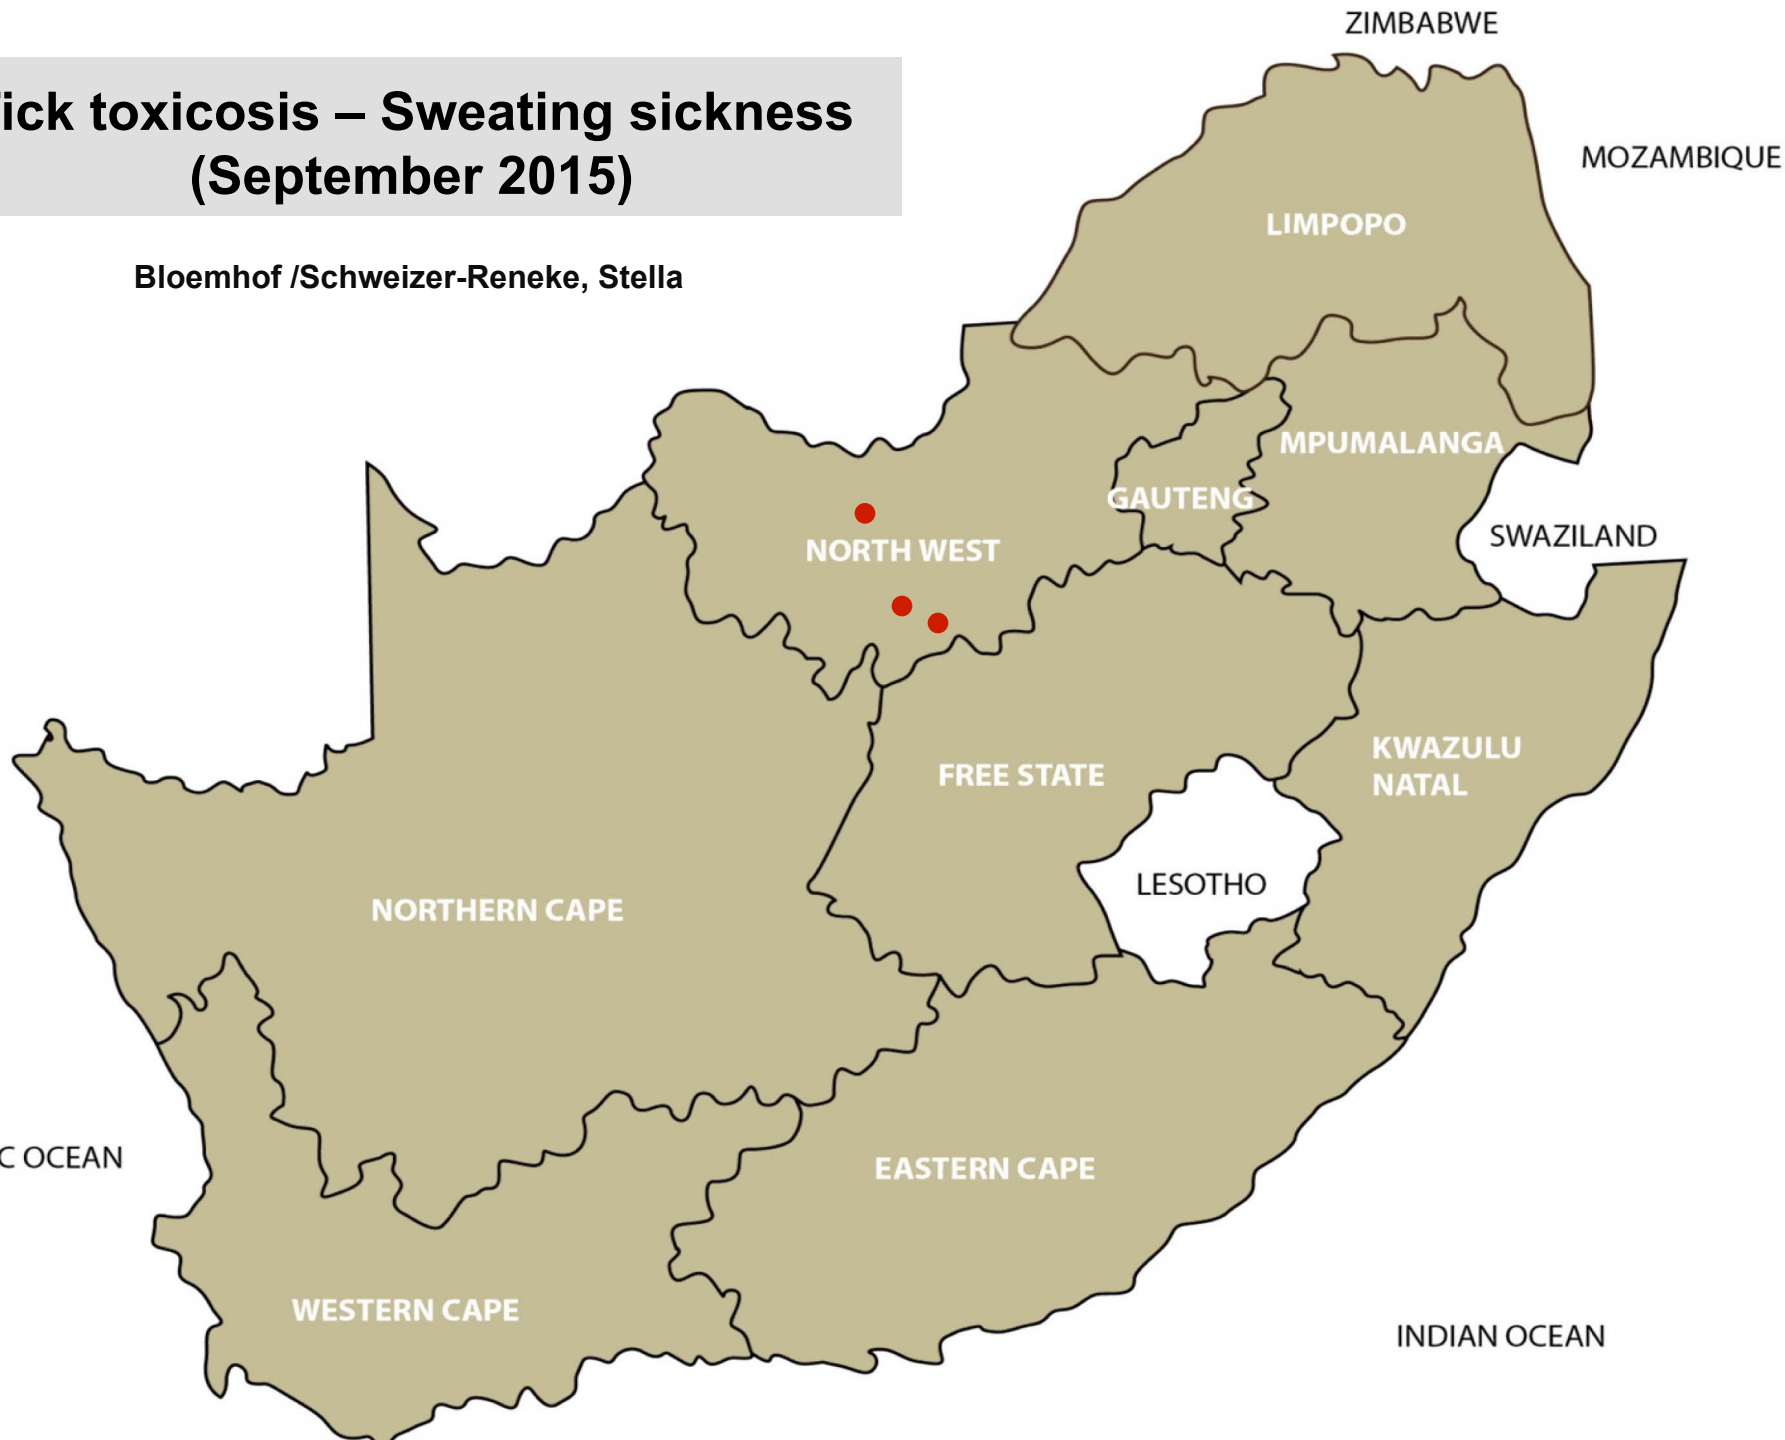 ZIMBABWE
ick toxicosis – Sweating sickness
(September 2015)
MOZAMBIQUE
LIMPOPO
Bloemhof /Schweizer-Reneke, Stella
MPUMALANGA
GAUTENG
SWAZILAND
NORTH WEST
KWAZULU
NATAL
FREE STATE
LESOTHO
NORTHERN CAPE
C OCEAN
EASTERN CAPE
WESTERN CAPE
INDIAN OCEAN